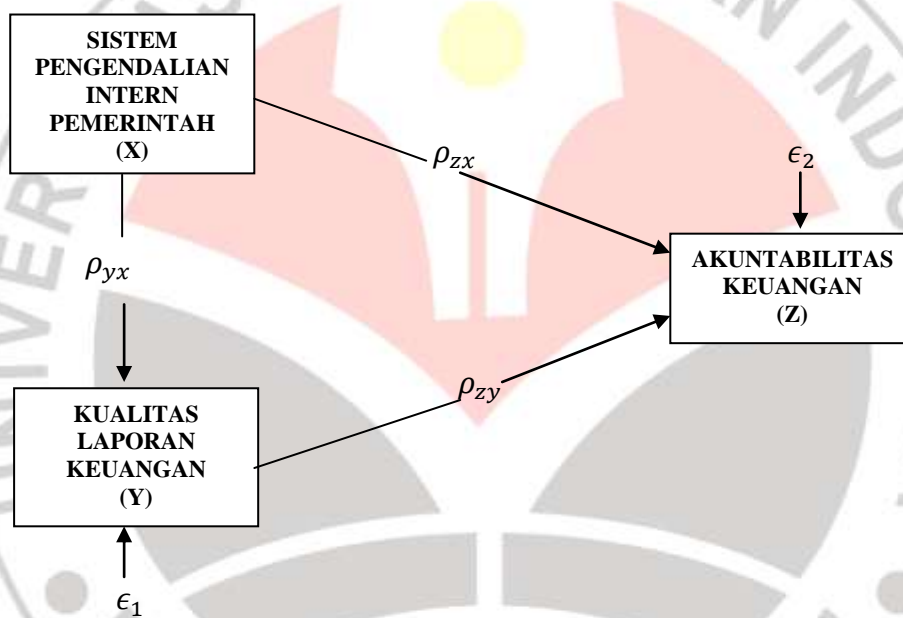 SISTEM
PENGENDALIAN
INTERN
PEMERINTAH
(X)
ρzx
ϵ2
ρyx
AKUNTABILITAS
KEUANGAN
(Z)
ρzy
KUALITAS
LAPORAN
KEUANGAN
(Y)
ϵ1